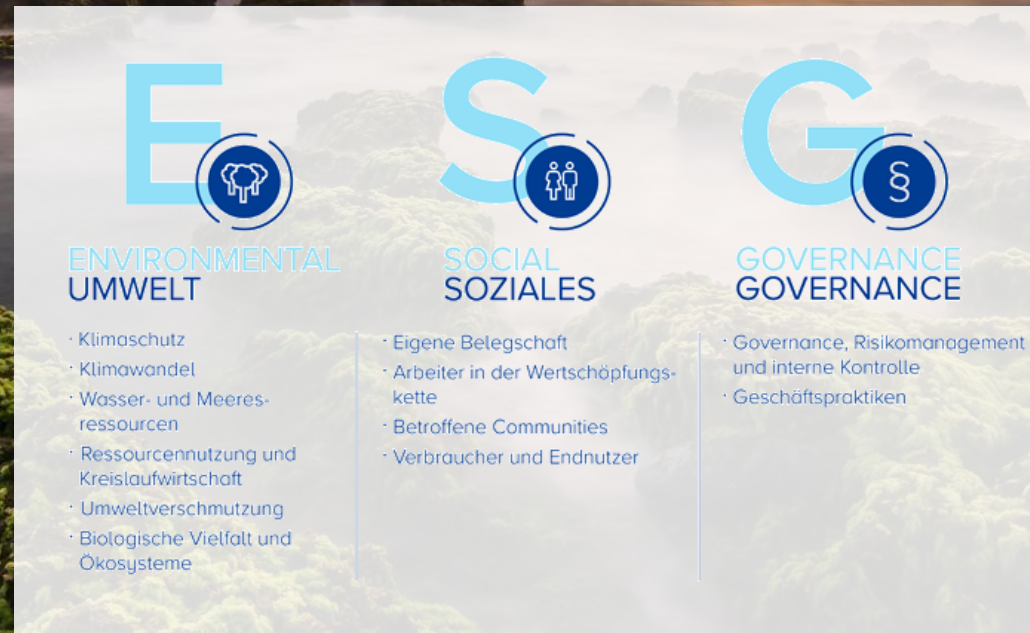 E
ENVIRONMENTAL
UMWELT
· Klimaschutz
· Klimawandel
· Wasser- und Meeres-
ressourcen
· Ressourcennutzung und
Kreislaufwirtschaft
· Umweltverschmutzung
· Biologische Vielfalt und
Ökosysteme
S
SOCIAL
SOZIALES
· Eigene Belegschaft
· Arbeiter in der Wertschöpfungs-
kette
· Betroffene Communities
· Verbraucher und Endnutzer
G
§
GOVERNANCE
GOVERNANCE
· Governance, Risikomanagement
und interne Kontrolle
· Geschäftspraktiken